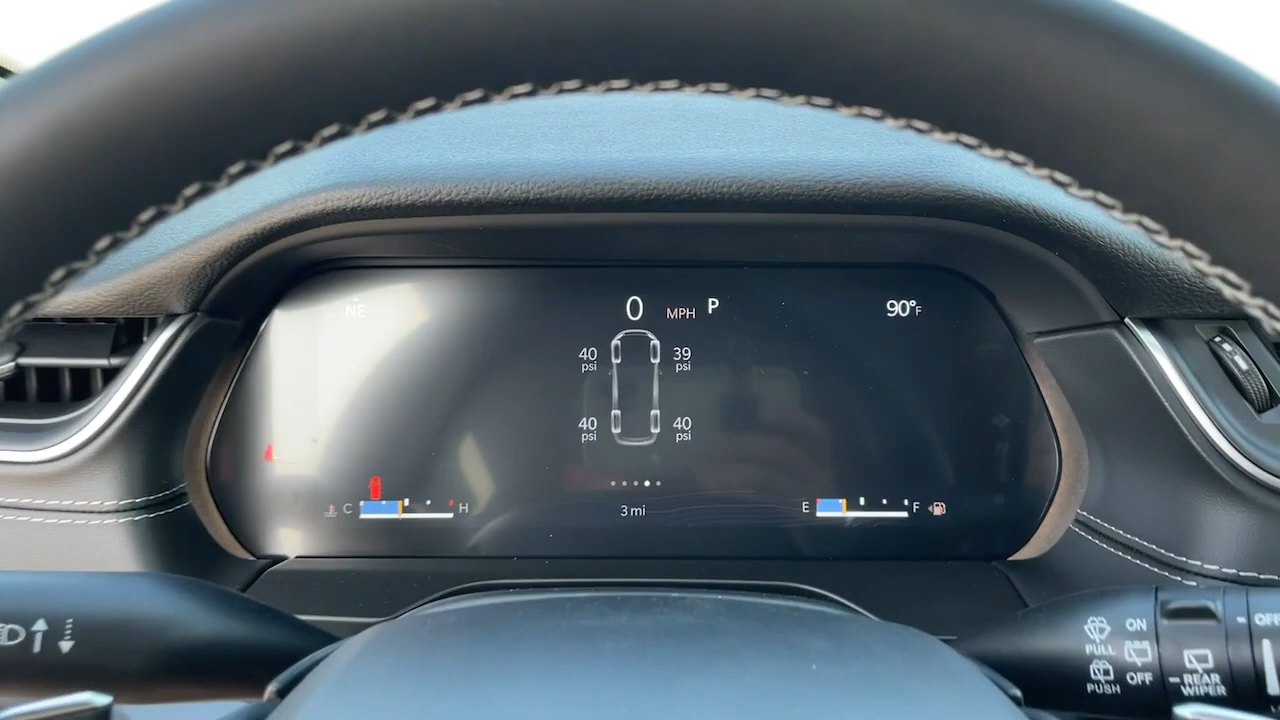 NE
0 MPH P
90°F
40 psi
39 psi
40 psi
40 psi
C H
3 mi
E F
PULL ON
PUSH OFF
REAR WIPER
OFF